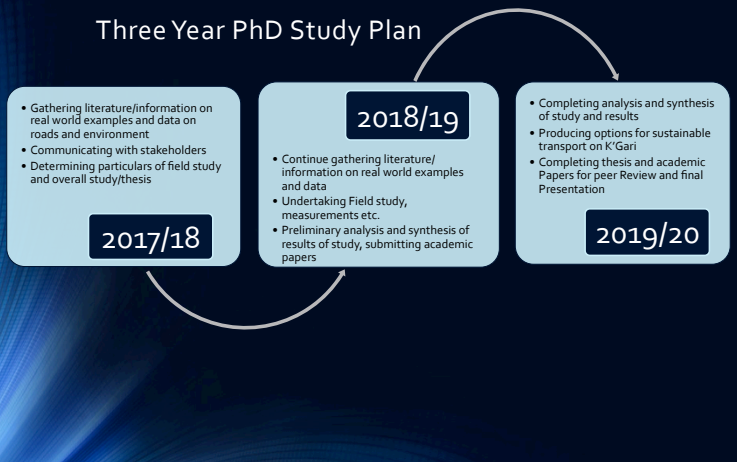 Three Year PhD Study Plan
• Gathering literature/information on
real world examples and data on
roads and environment
• Communicating with stakeholders
• Determining particulars of field study
and overall study/thesis
2017/18
2018/19
• Continue gathering literature/
information on real world examples
and data
• Undertaking Field study,
measurements etc.
• Preliminary analysis and synthesis of
results of study, submitting academic
papers
• Completing analysis and synthesis
of study and results
• Producing options for sustainable
transport on K'Gari
• Completing thesis and academic
Papers for peer Review and final
Presentation
2019/20